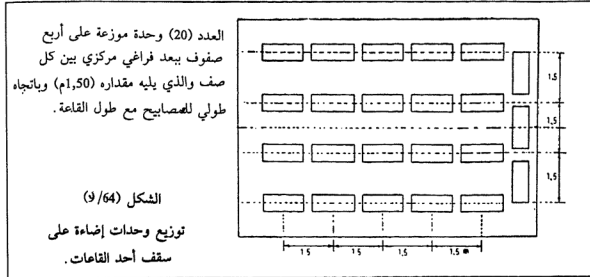 العدد (20) وحدة موزعة على أربع
صفوف ببعد فراغي مركزي بين كل
صف والذي يليه مقداره (1,50م) وباتجاه
طولي للمصابيح مع طول القاعة.
الشكل (9/64)
توزيع وحدات إضاءة على
سقف أحد القاعات.
1.5
1.5
1.5
1 5
1 5
1.5
1.5 m